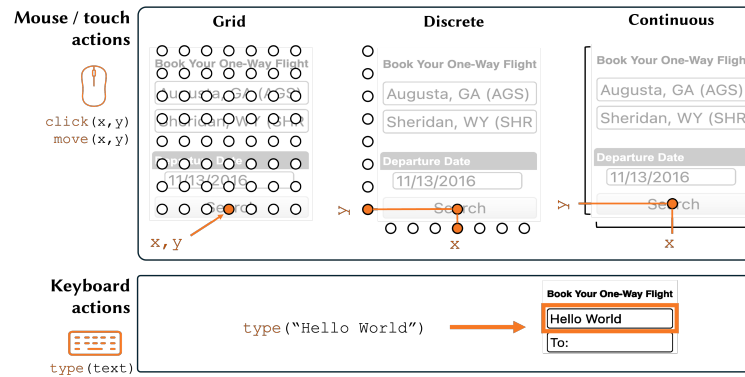 Mouse / touch
actions
click(x,y)
move(x,y)
Grid
Book Your One-Way Flight
Augusta, GA (AGS)
Sheridan, WY (SHR
Departure Date
11/13/2016
Search
x,y
Discrete
Book Your One-Way Flight
Augusta, GA (AGS)
Sheridan, WY (SHR
Departure Date
11/13/2016
Search
y
x
Continuous
Book Your One-Way Flight
Augusta, GA (AGS)
Sheridan, WY (SHR
Departure Date
11/13/2016
Search
y
x
Keyboard
actions
type(text)
type(“Hello World”)
Book Your One-Way Flight
Hello World
To: